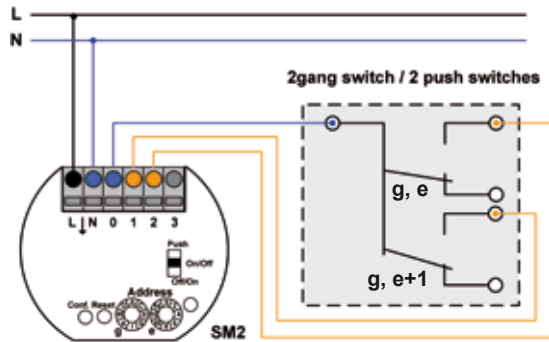 L
N
2gang switch / 2 push switches
g, e
g, e+1
L N 0 1 2 3
Push
On/Off
Off/On
Address
Conf. Reset
g e
SM2